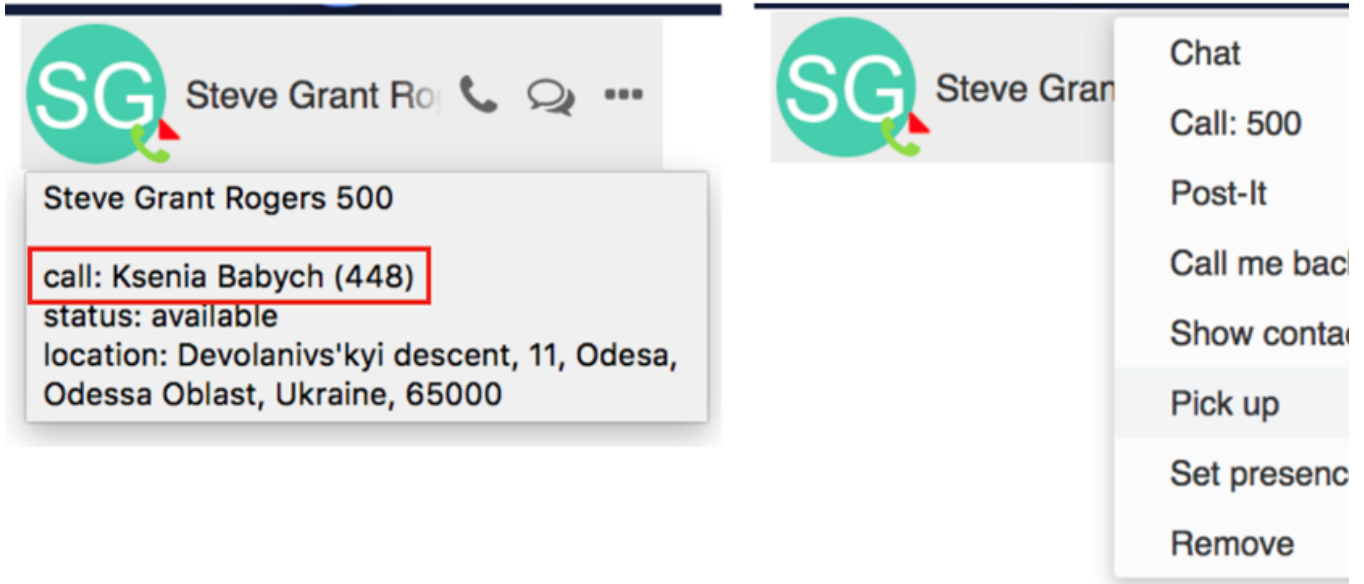 SG
Steve Grant Ro
Steve Grant Rogers 500
call: Ksenia Babych (448)
status: available
location: Devolanivs'kyi descent, 11, Odesa,
Odessa Oblast, Ukraine, 65000
SG
Steve Gran
Chat
Call: 500
Post-It
Call me bac
Show conta
Pick up
Set presenc
Remove